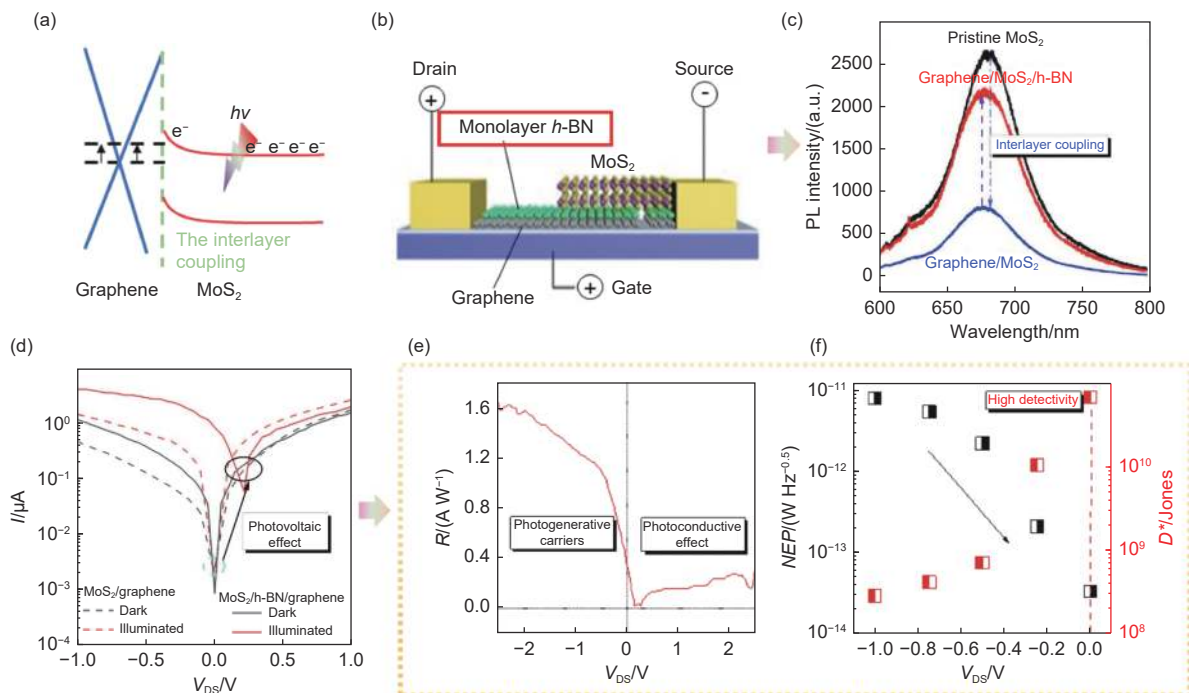 (a)
hv
e⁻
e⁻ e⁻ e⁻ e⁻
The interlayer
coupling
Graphene
MoS₂
(b)
Drain
Source
+
-
Monolayer h-BN
MoS₂
Graphene
+
Gate
(c)
Pristine MoS₂
Graphene/MoS₂/h-BN
Interlayer coupling
Graphene/MoS₂
PL intensity/(a.u.)
2500
2000
1500
1000
500
0
600
700
800
Wavelength/nm
(d)
I/μA
10⁰
10⁻¹
10⁻²
10⁻³
10⁻⁴
Photovoltaic
effect
MoS₂/graphene
Dark
Illuminated
MoS₂/h-BN/graphene
Dark
Illuminated
−1.0
−0.5
0.0
0.5
1.0
V_DS/V
(e)
R/(A W⁻¹)
1.6
1.2
0.8
0.4
0.0
Photogenerative
carriers
Photoconductive
effect
−2
−1
0
1
2
V_DS/V
(f)
NEP/(W Hz⁻⁰·⁵)
10⁻¹¹
10⁻¹²
10⁻¹³
10⁻¹⁴
High detectivity
10¹⁰
10⁹
10⁸
D*/Jones
−1.0
−0.8
−0.6
−0.4
−0.2
0.0
V_DS/V